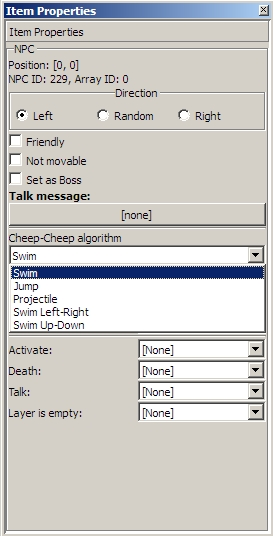 Item Properties
Item Properties
NPC
Position: [0, 0]
NPC ID: 229, Array ID: 0
Direction
Left Random Right
Friendly
Not movable
Set as Boss
Talk message:
[none]
Cheep-Cheep algorithm
Swim
Swim
Jump
Projectile
Swim Left-Right
Swim Up-Down
Activate: [None]
Death: [None]
Talk: [None]
Layer is empty: [None]